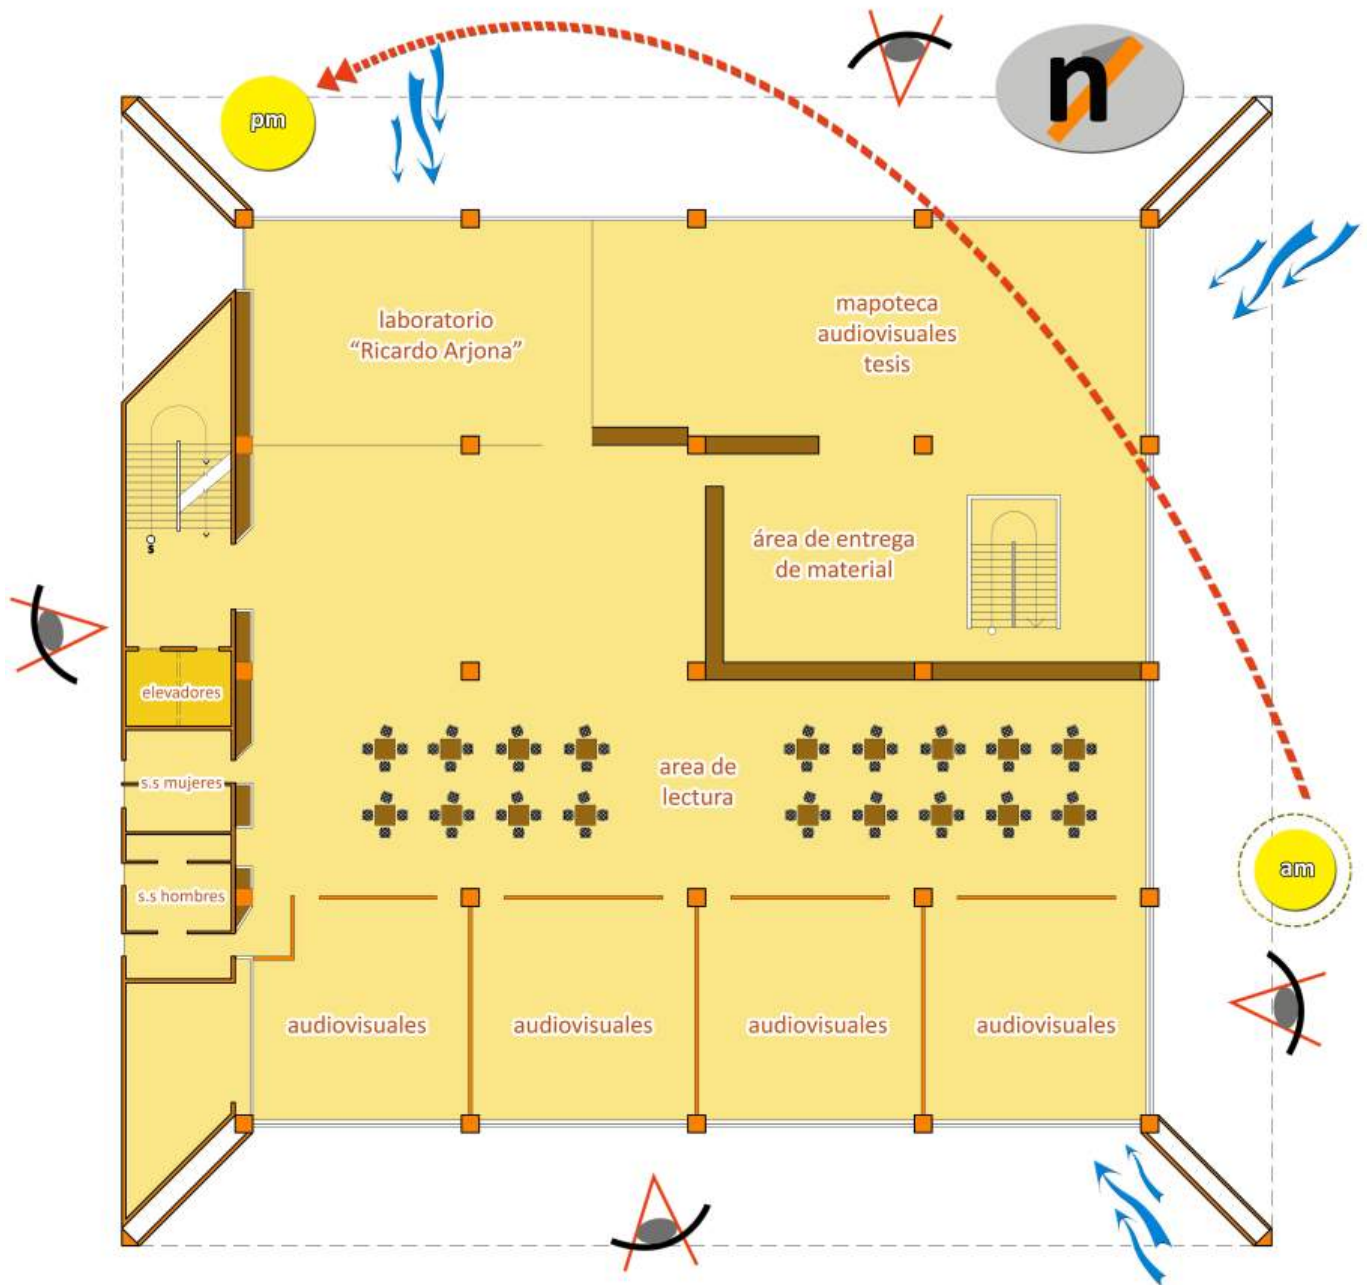 pm
n
laboratorio
“Ricardo Arjona”
mapoteca
audiovisuales
tesis
s
área de entrega
de material
elevadores
area de
lectura
s.s mujeres
am
s.s hombres
audiovisuales
audiovisuales
audiovisuales
audiovisuales